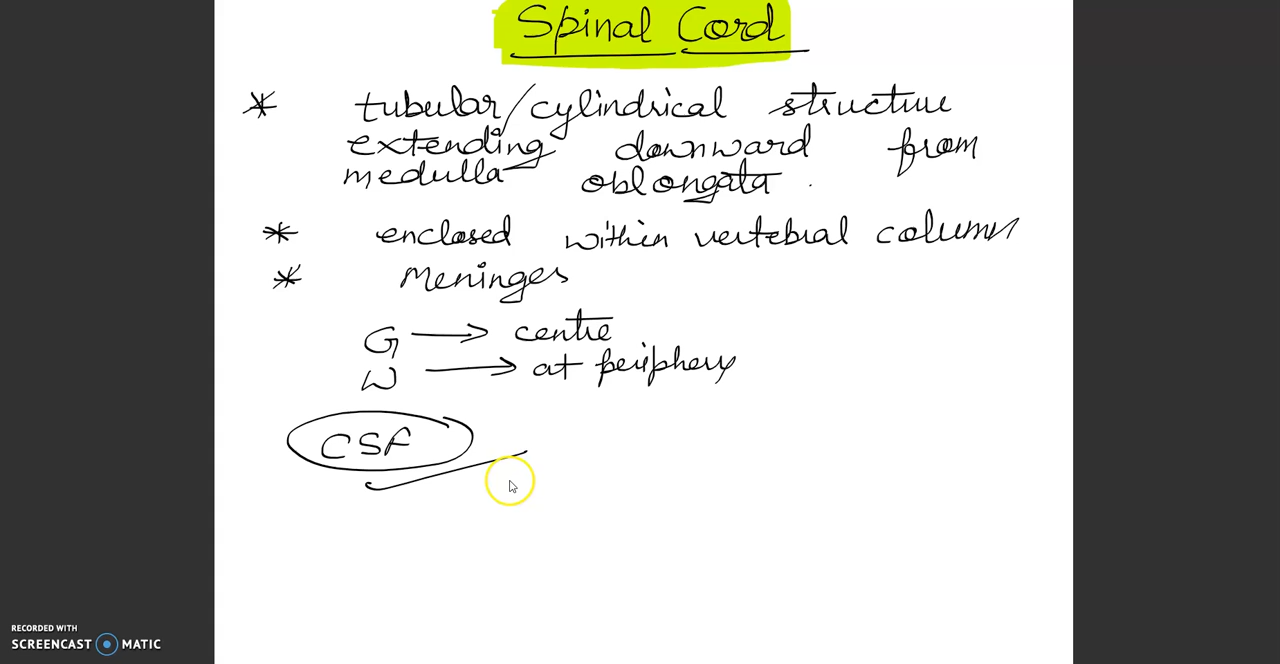 Spinal Cord
* tubular/cylindrical structure
extending downward from
medulla oblongata.
* enclosed within vertebral column
* Meninges
G → centre
W → at periphery
CSF
RECORDED WITH
SCREENCAST MATIC